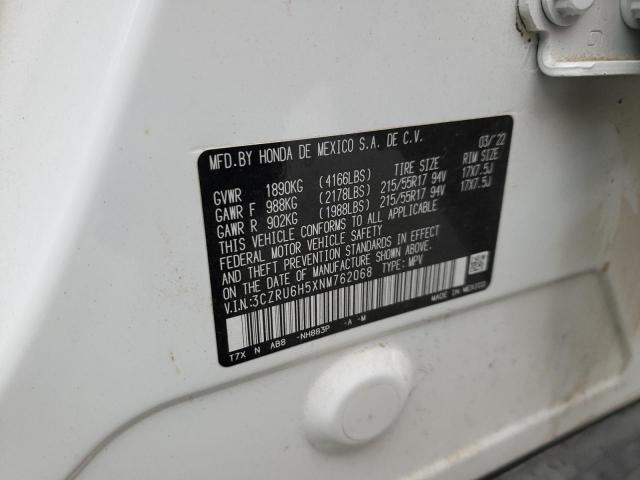 MFD.BY HONDA DE MEXICO S.A. DE C.V. 03/'22
TIRE SIZE RIM SIZE
GVWR 1890KG (4166LBS)
GAWR F 988KG (2178LBS) 215/55R17 94V 17X7.5J
GAWR R 902KG (1988LBS) 215/55R17 94V 17X7.5J
THIS VEHICLE CONFORMS TO ALL APPLICABLE
FEDERAL MOTOR VEHICLE SAFETY
AND THEFT PREVENTION STANDARDS IN EFFECT
ON THE DATE OF MANUFACTURE SHOWN ABOVE.
V.I.N:3CZRU6H5XNM762068 TYPE: MPV
MADE IN MEXICO
T7X N AB8 -NH883P -A -M